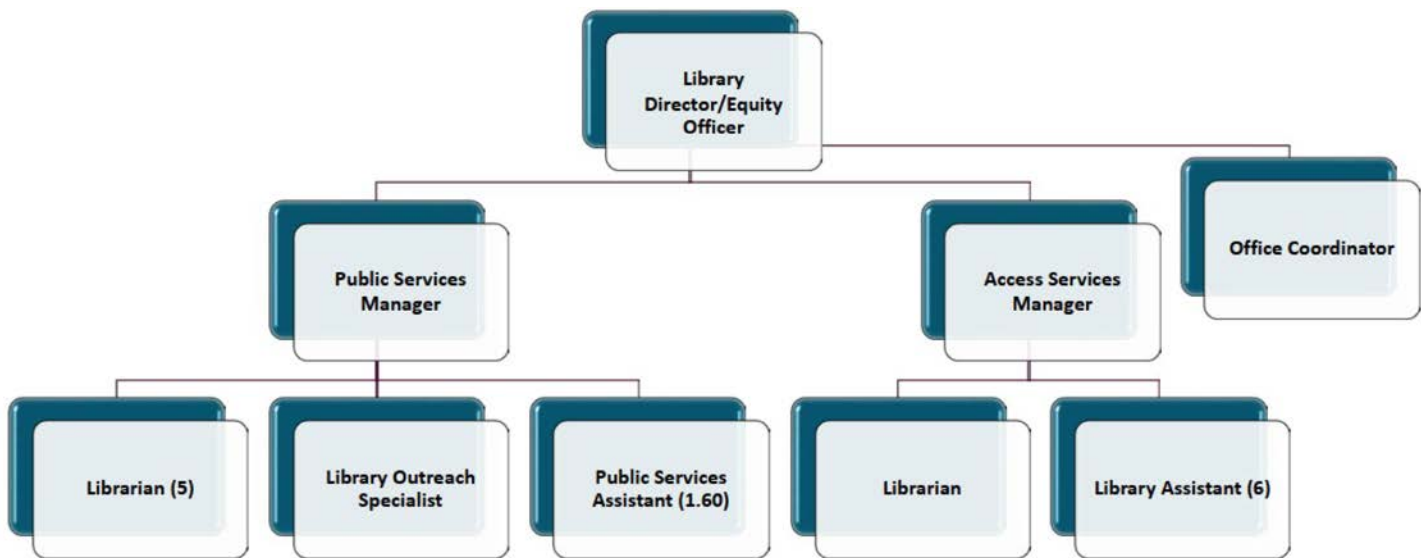 Library
Director/Equity
Officer
Office Coordinator
Public Services
Manager
Access Services
Manager
Librarian (5)
Library Outreach
Specialist
Public Services
Assistant (1.60)
Librarian
Library Assistant (6)